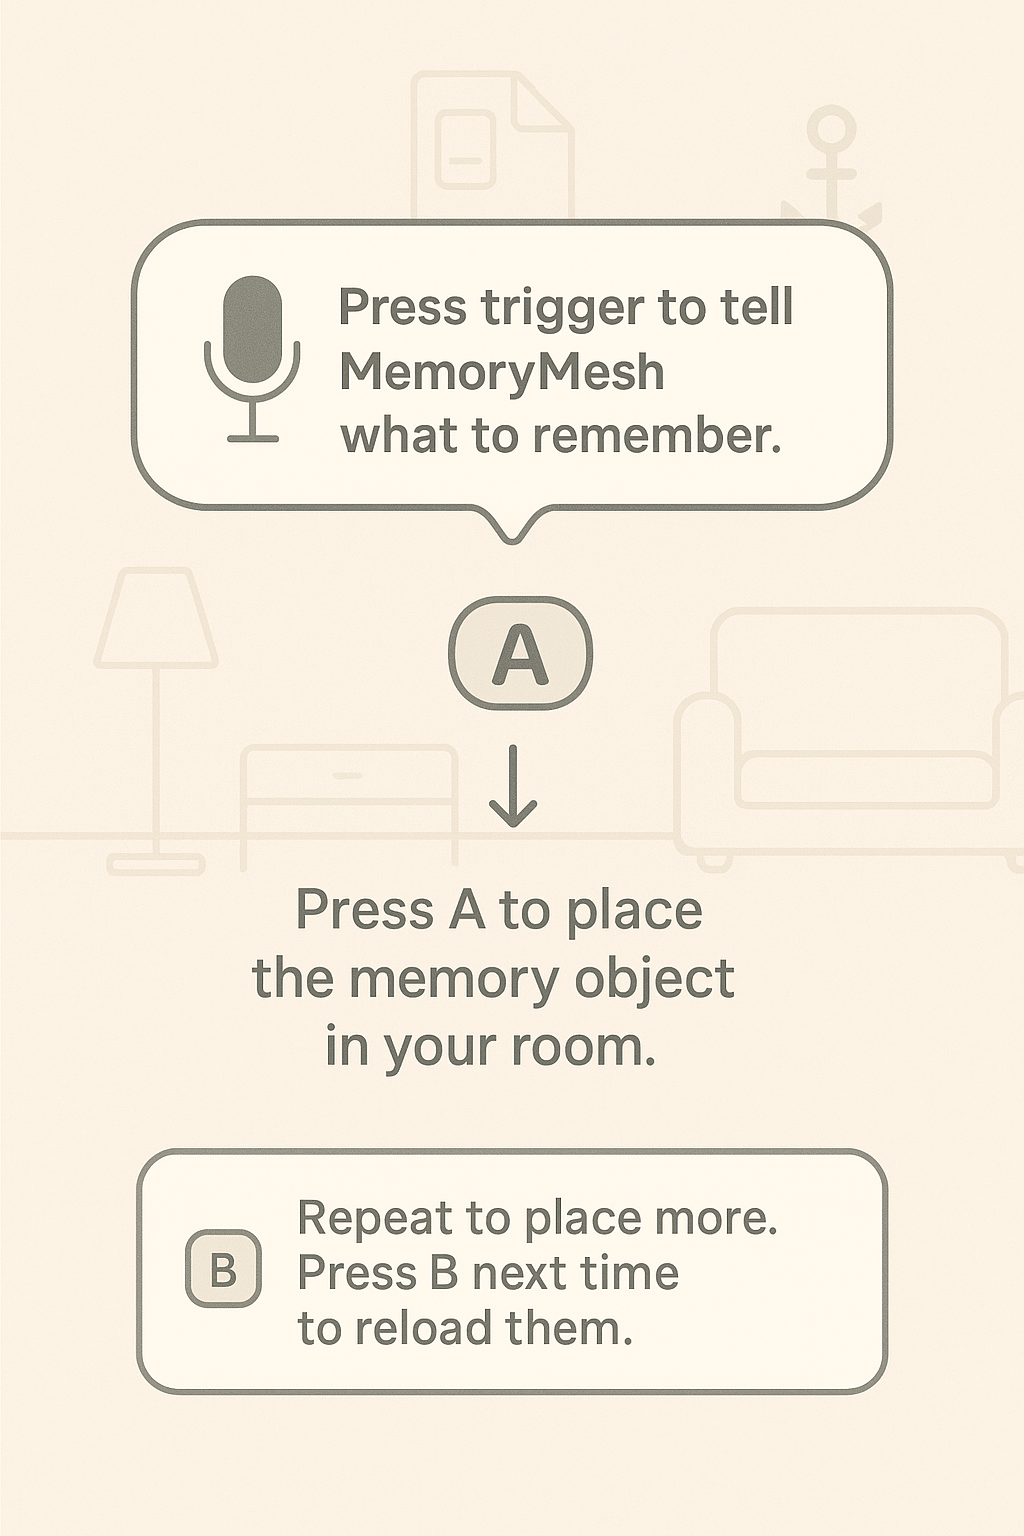 Press trigger to tell
MemoryMesh
what to remember.
A
Press A to place
the memory object
in your room.
B
Repeat to place more.
Press B next time
to reload them.